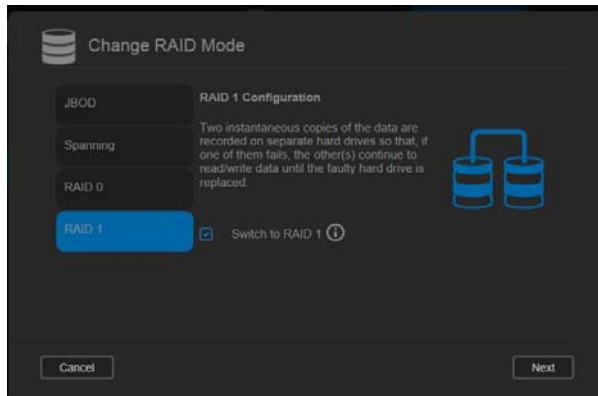 Change RAID Mode
JBOD
Spanning
RAID 0
RAID 1
RAID 1 Configuration
Two instantaneous copies of the data are
recorded on separate hard drives so that, if
one of them fails, the other(s) continue to
read/write data until the faulty hard drive is
replaced.
Switch to RAID 1
Cancel
Next